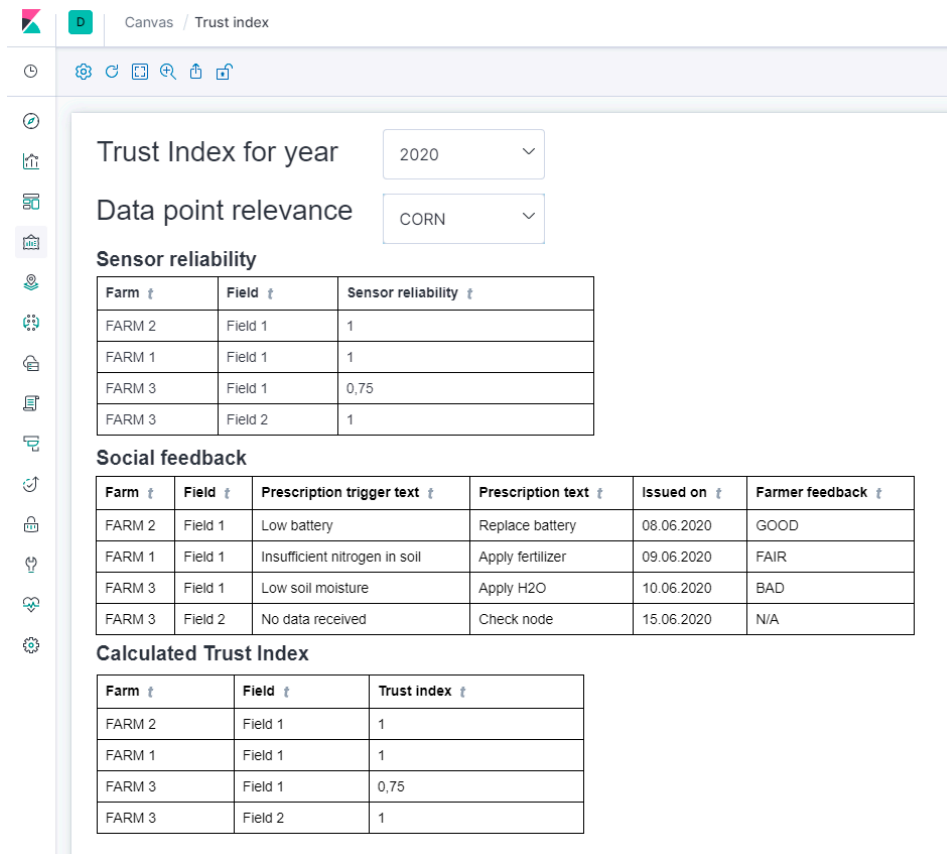 D Canvas / Trust index
Trust Index for year 2020
Data point relevance CORN
Sensor reliability
Farm t Field t Sensor reliability t
FARM 2 Field 1 1
FARM 1 Field 1 1
FARM 3 Field 1 0,75
FARM 3 Field 2 1
Social feedback
Farm t Field t Prescription trigger text t Prescription text t Issued on t Farmer feedback t
FARM 2 Field 1 Low battery Replace battery 08.06.2020 GOOD
FARM 1 Field 1 Insufficient nitrogen in soil Apply fertilizer 09.06.2020 FAIR
FARM 3 Field 1 Low soil moisture Apply H2O 10.06.2020 BAD
FARM 3 Field 2 No data received Check node 15.06.2020 N/A
Calculated Trust Index
Farm t Field t Trust index t
FARM 2 Field 1 1
FARM 1 Field 1 1
FARM 3 Field 1 0,75
FARM 3 Field 2 1